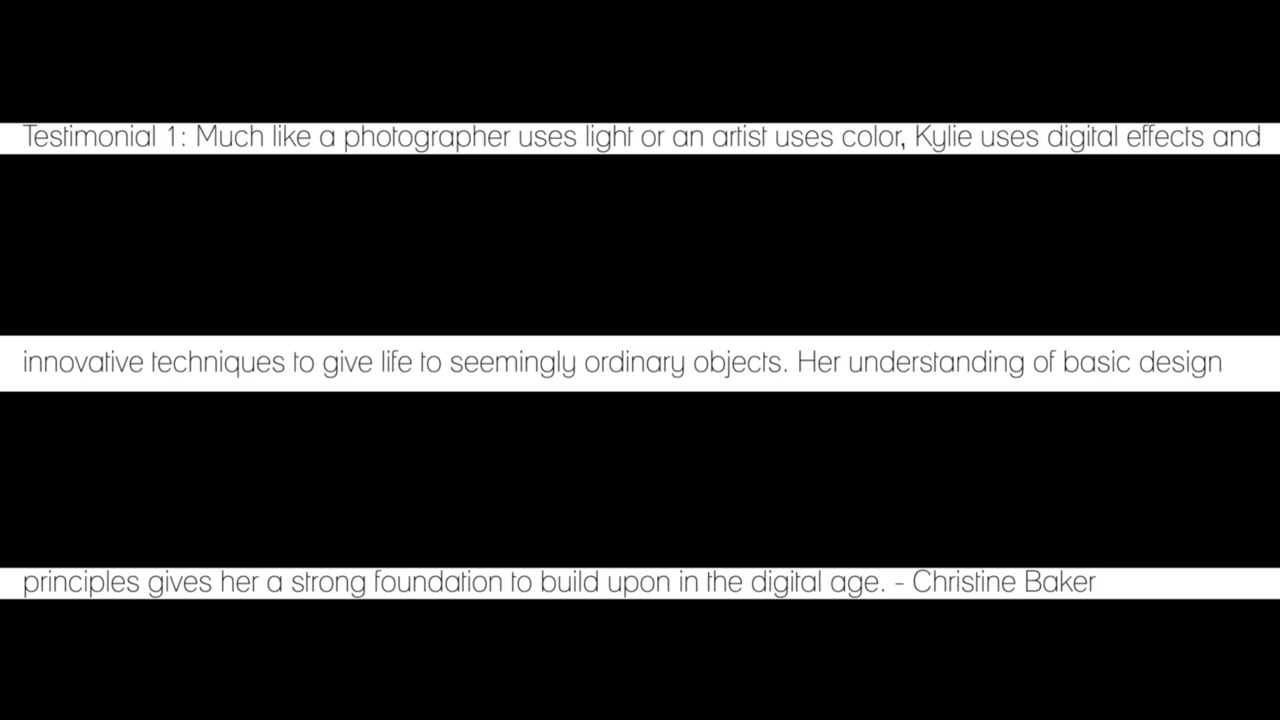 Testimonial 1: Much like a photographer uses light or an artist uses color, Kylie uses digital effects and
innovative techniques to give life to seemingly ordinary objects. Her understanding of basic design
principles gives her a strong foundation to build upon in the digital age. - Christine Baker